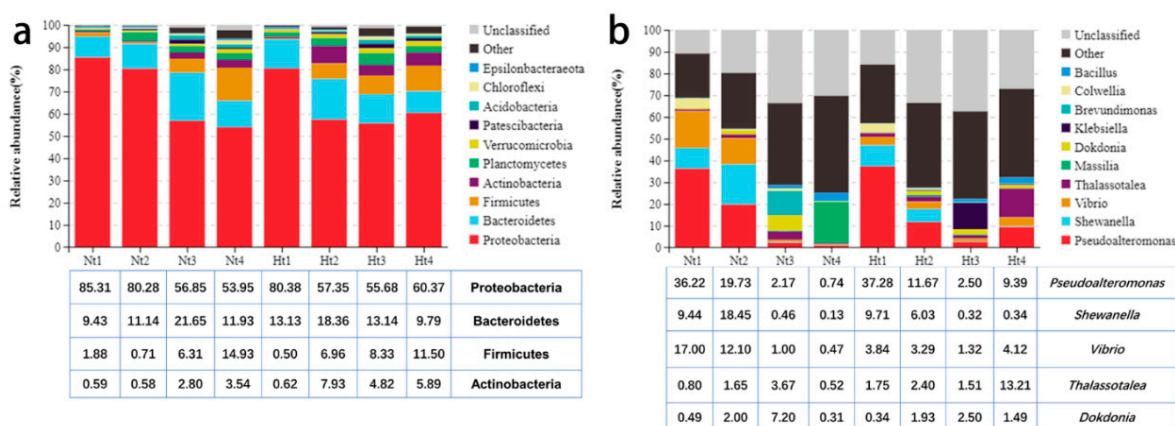 a
Relative abundance(%)
100
90
80
70
60
50
40
30
20
10
0
Nt1 Nt2 Nt3 Nt4 Ht1 Ht2 Ht3 Ht4
Unclassified
Other
Epsilonbacteraeota
Chloroflexi
Acidobacteria
Patescibacteria
Verrucomicrobia
Planctomycetes
Actinobacteria
Firmicutes
Bacteroidetes
Proteobacteria
85.31 80.28 56.85 53.95 80.38 57.35 55.68 60.37 Proteobacteria
9.43 11.14 21.65 11.93 13.13 18.36 13.14 9.79 Bacteroidetes
1.88 0.71 6.31 14.93 0.50 6.96 8.33 11.50 Firmicutes
0.59 0.58 2.80 3.54 0.62 7.93 4.82 5.89 Actinobacteria
b
Relative abundance(%)
100
90
80
70
60
50
40
30
20
10
0
Nt1 Nt2 Nt3 Nt4 Ht1 Ht2 Ht3 Ht4
Unclassified
Other
Bacillus
Colwellia
Brevundimonas
Klebsiella
Dokdonia
Massilia
Thalassotalea
Vibrio
Shewanella
Pseudoalteromonas
36.22 19.73 2.17 0.74 37.28 11.67 2.50 9.39 Pseudoalteromonas
9.44 18.45 0.46 0.13 9.71 6.03 0.32 0.34 Shewanella
17.00 12.10 1.00 0.47 3.84 3.29 1.32 4.12 Vibrio
0.80 1.65 3.67 0.52 1.75 2.40 1.51 13.21 Thalassotalea
0.49 2.00 7.20 0.31 0.34 1.93 2.50 1.49 Dokdonia